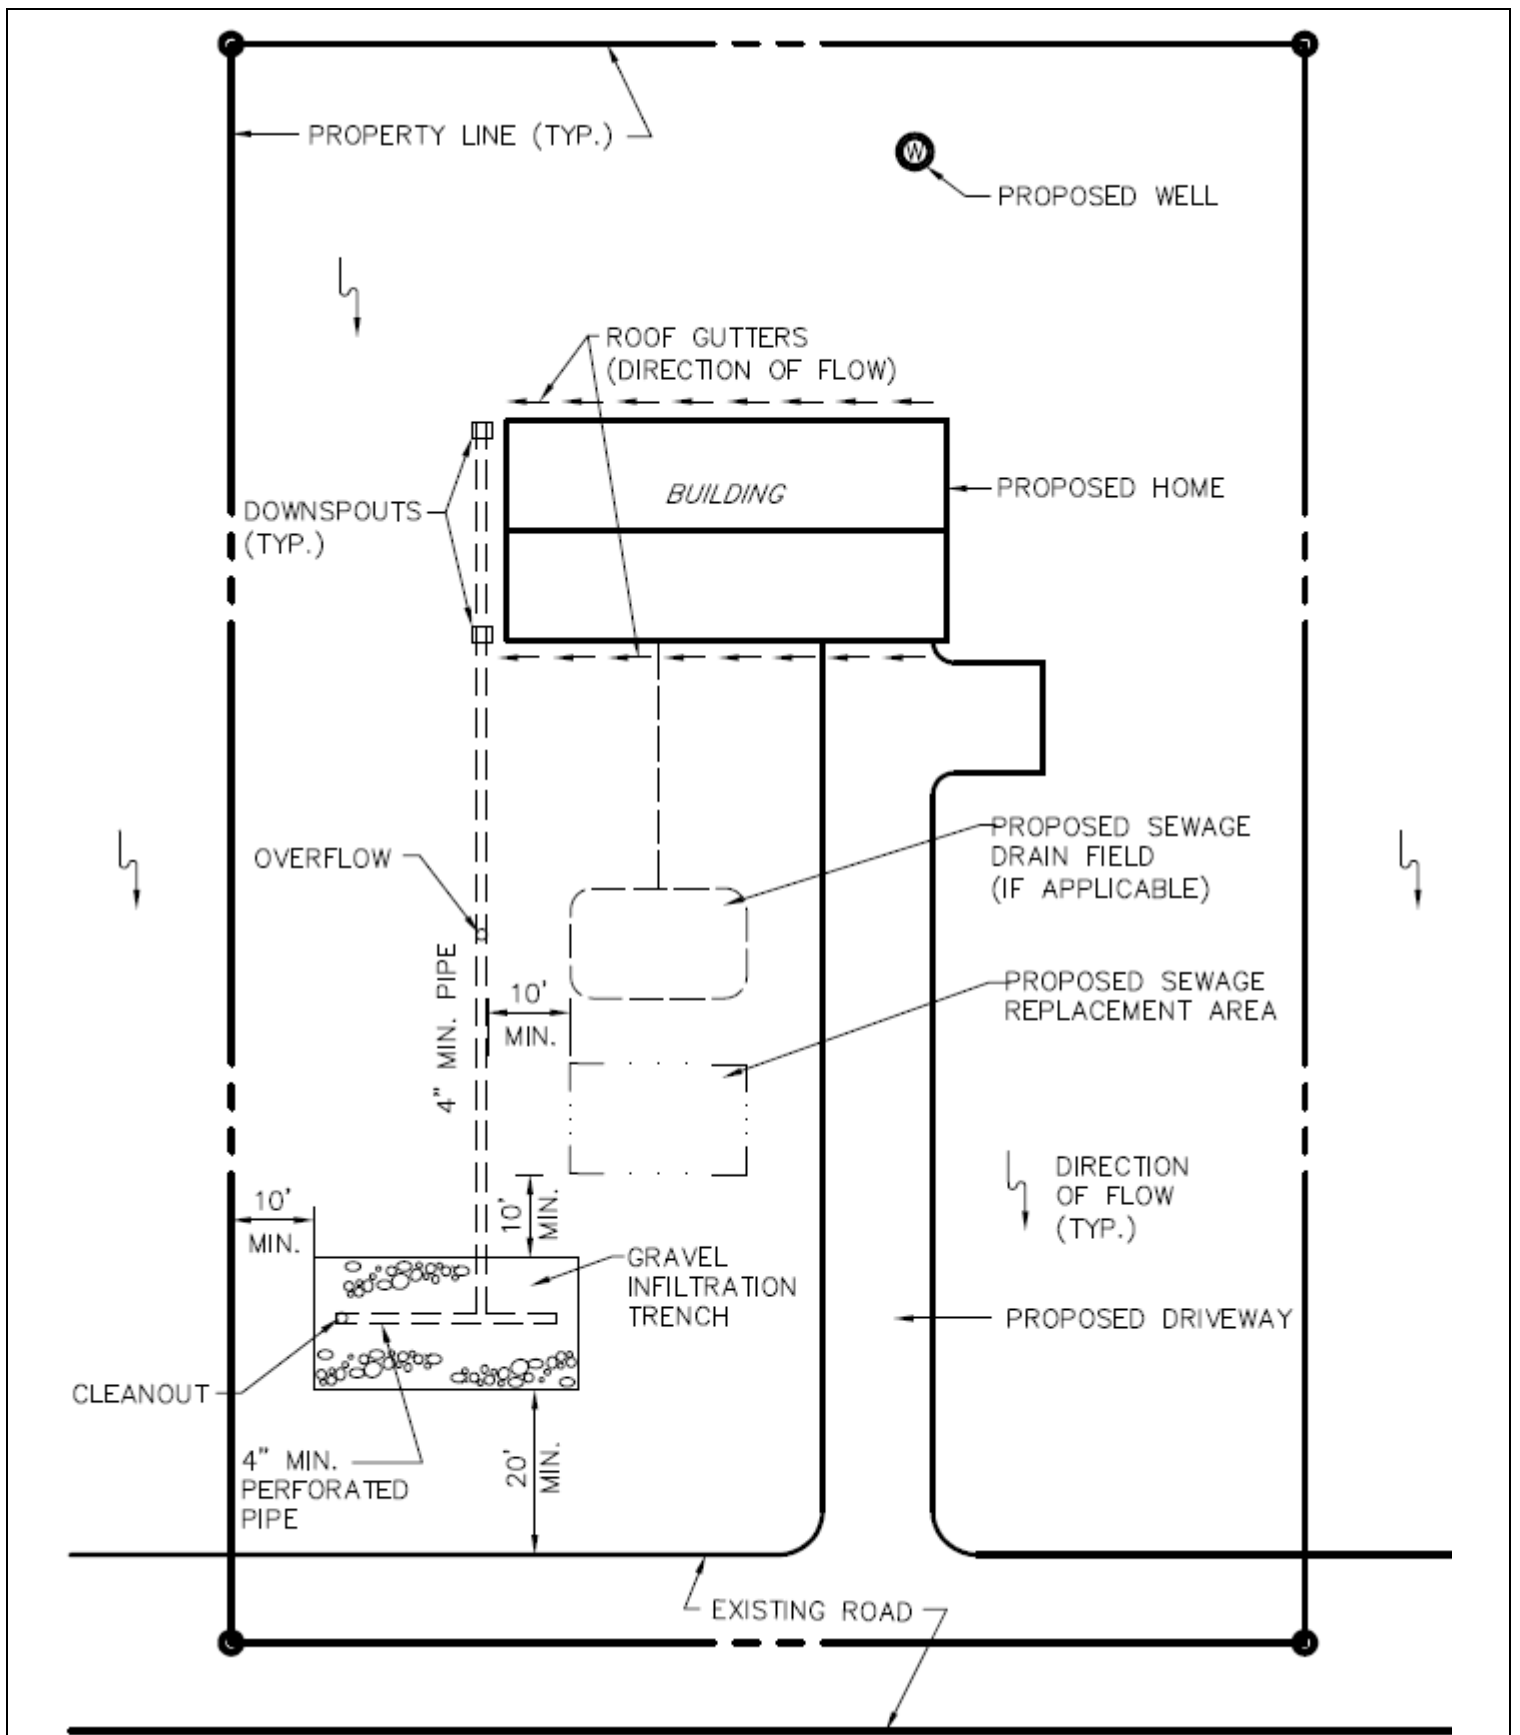 PROPERTY LINE (TYP.)
W
PROPOSED WELL
ROOF GUTTERS
(DIRECTION OF FLOW)
BUILDING
PROPOSED HOME
DOWNSPOUTS
(TYP.)
PROPOSED SEWAGE
DRAIN FIELD
(IF APPLICABLE)
OVERFLOW
4" MIN. PIPE
10'
MIN.
PROPOSED SEWAGE
REPLACEMENT AREA
DIRECTION
OF FLOW
(TYP.)
10'
MIN.
10'
MIN.
GRAVEL
INFILTRATION
TRENCH
PROPOSED DRIVEWAY
CLEANOUT
4" MIN.
PERFORATED
PIPE
20'
MIN.
EXISTING ROAD